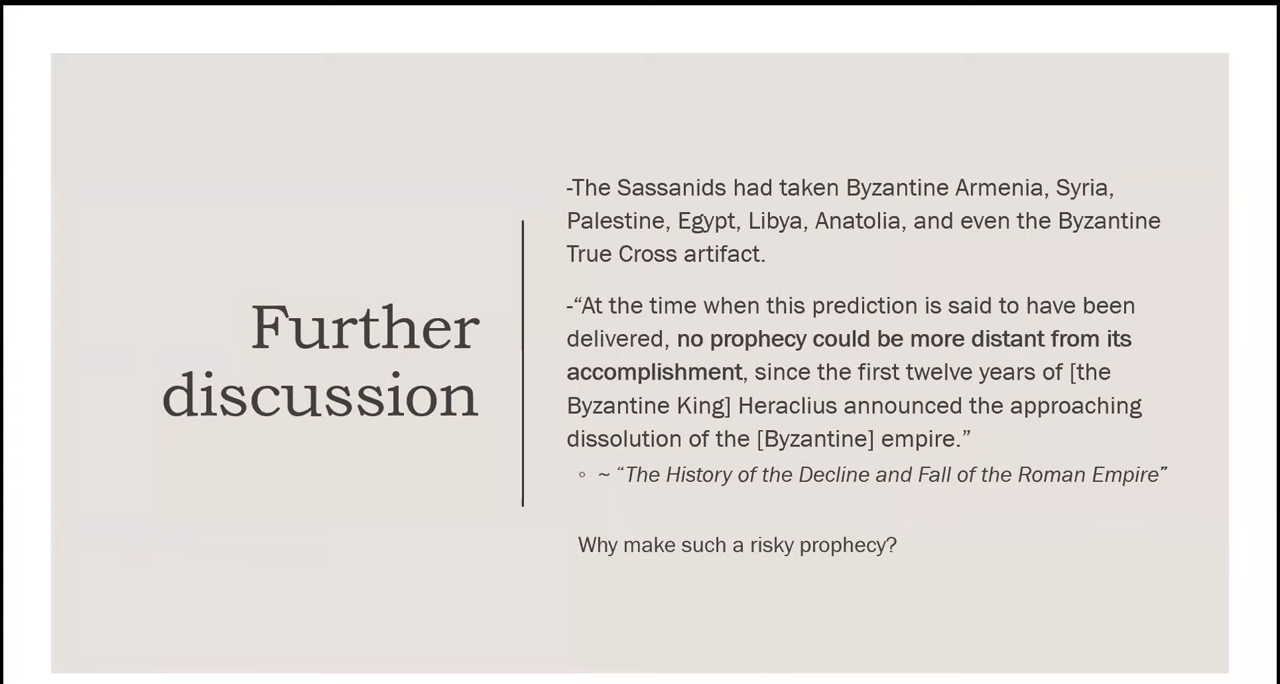 Further
discussion
-The Sassanids had taken Byzantine Armenia, Syria,
Palestine, Egypt, Libya, Anatolia, and even the Byzantine
True Cross artifact.
-“At the time when this prediction is said to have been
delivered, no prophecy could be more distant from its
accomplishment, since the first twelve years of [the
Byzantine King] Heraclius announced the approaching
dissolution of the [Byzantine] empire.”
◦ ~ “The History of the Decline and Fall of the Roman Empire”
Why make such a risky prophecy?